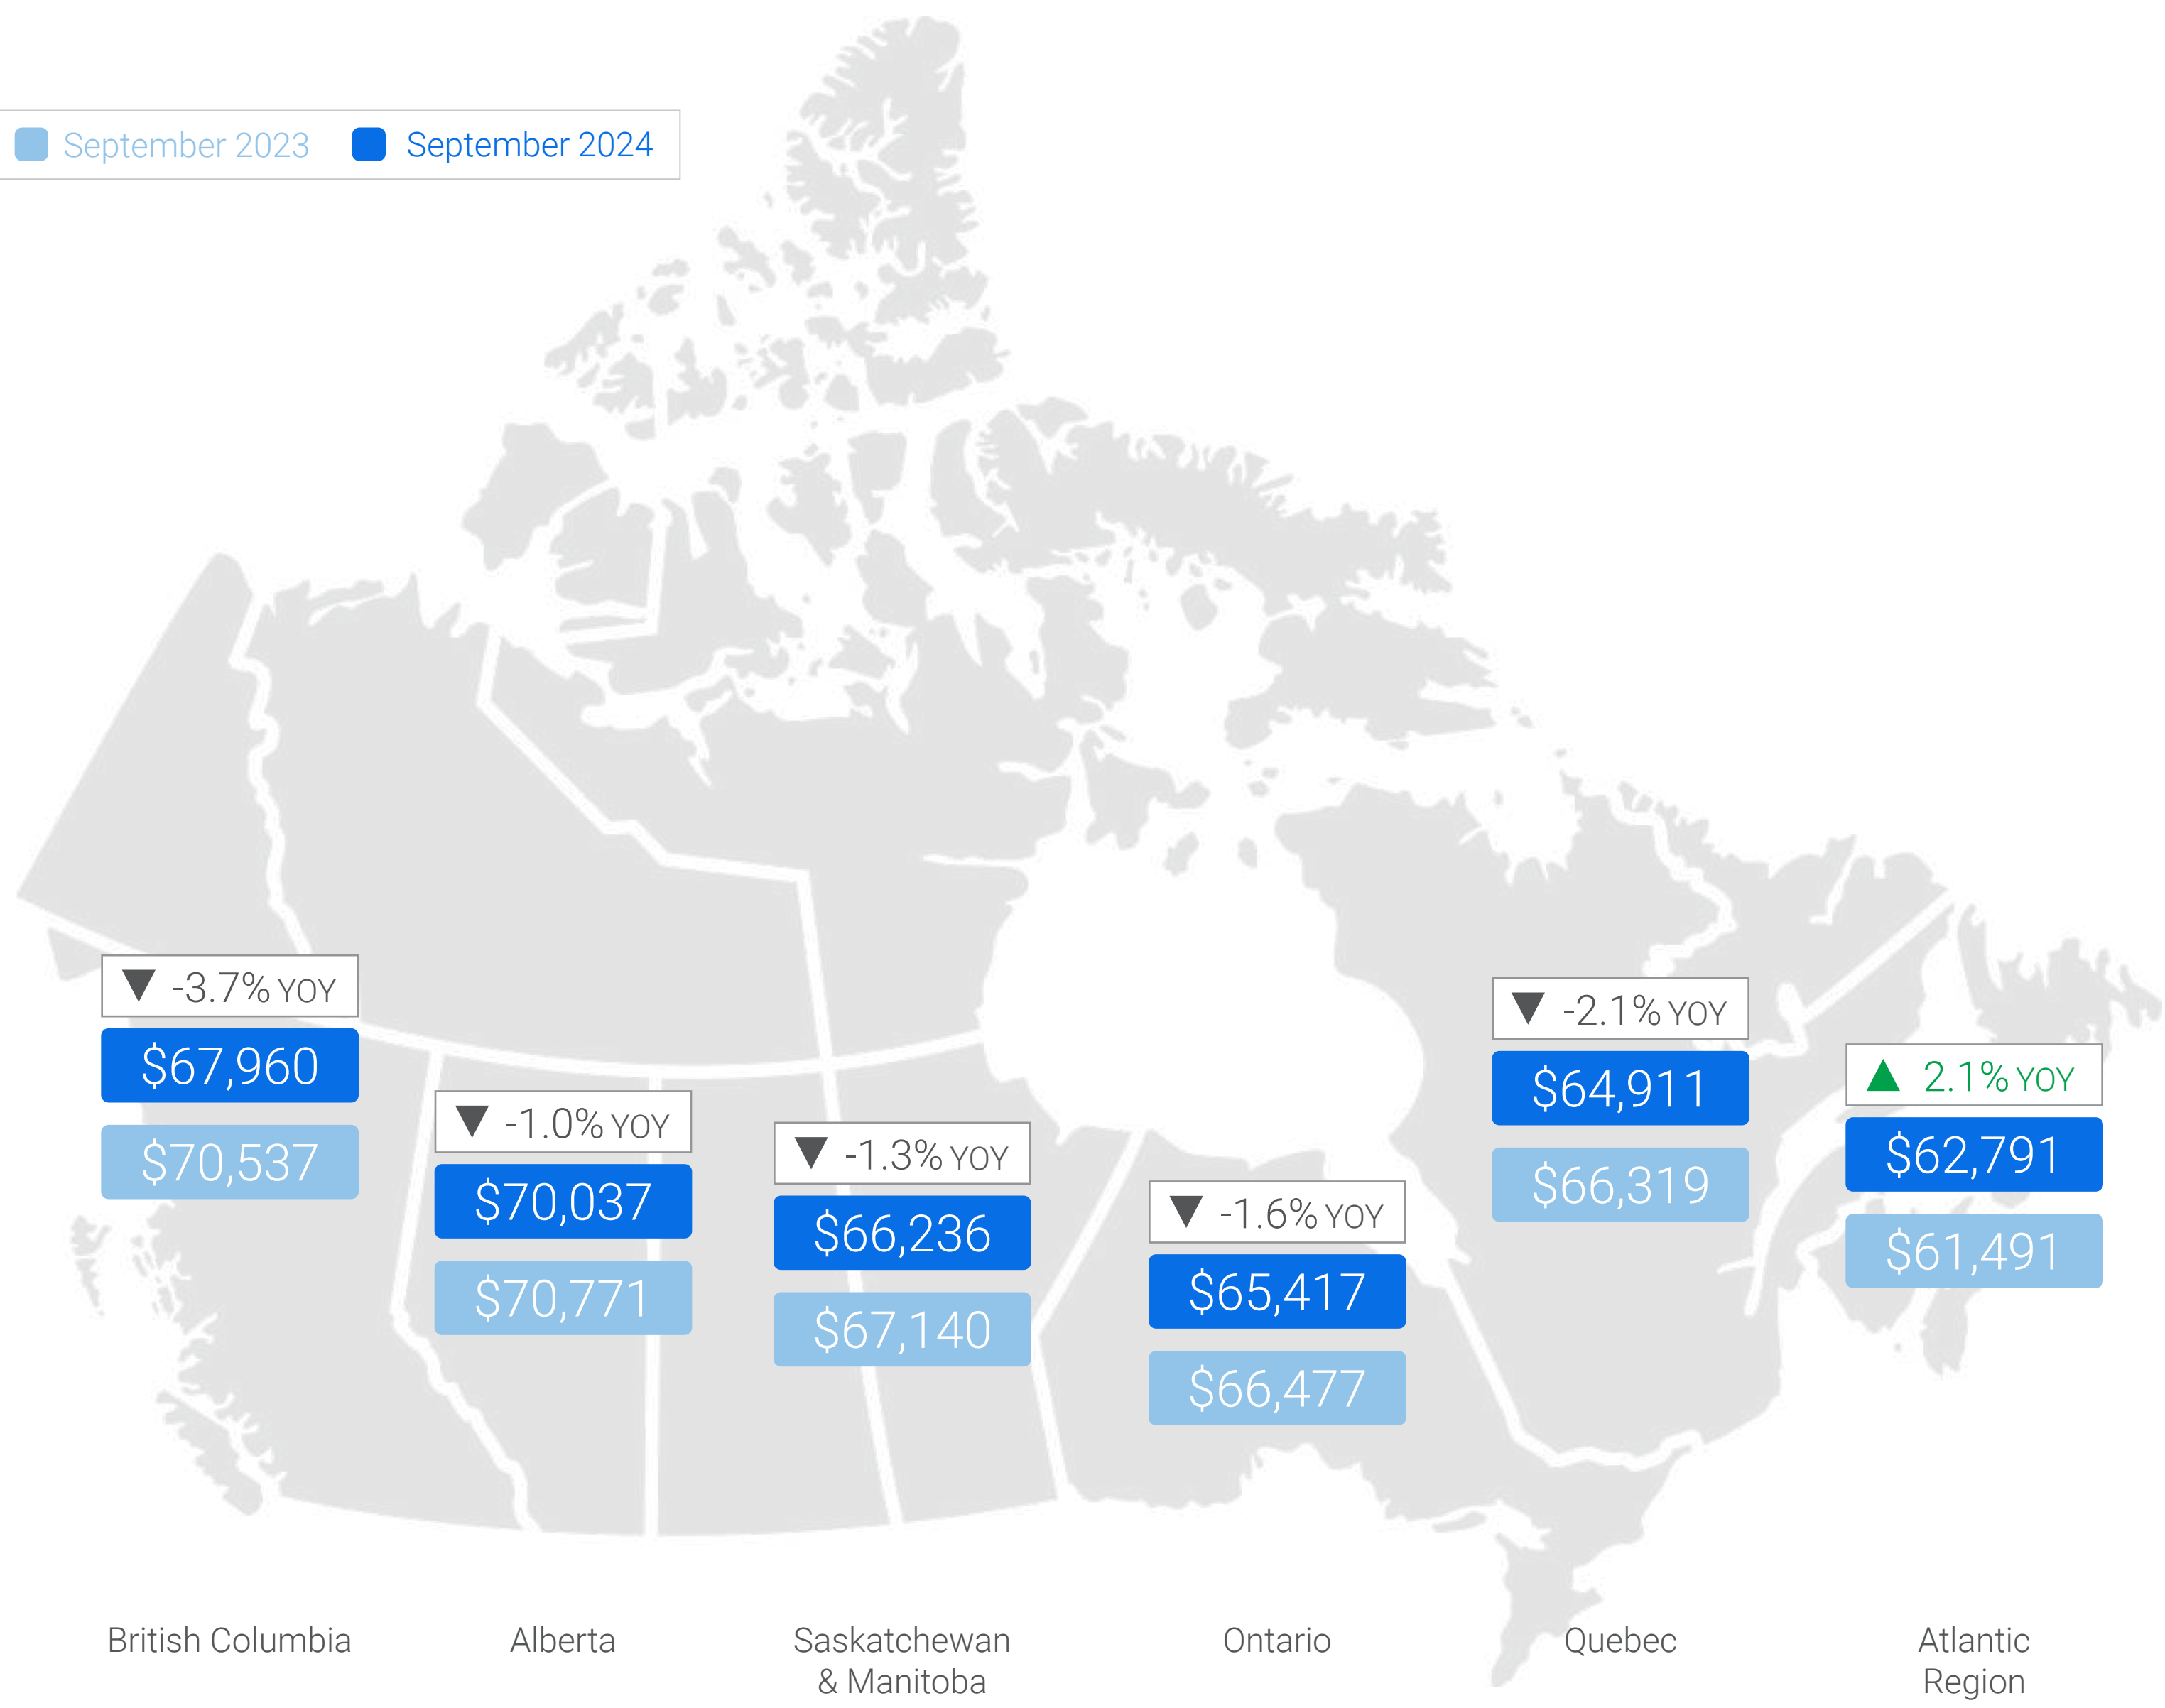 September 2023 September 2024
▼ -3.7% YOY
$67,960
$70,537
▼ -1.0% YOY
$70,037
$70,771
▼ -1.3% YOY
$66,236
$67,140
▼ -1.6% YOY
$65,417
$66,477
▼ -2.1% YOY
$64,911
$66,319
▲ 2.1% YOY
$62,791
$61,491
British Columbia
Alberta
Saskatchewan
& Manitoba
Ontario
Quebec
Atlantic
Region